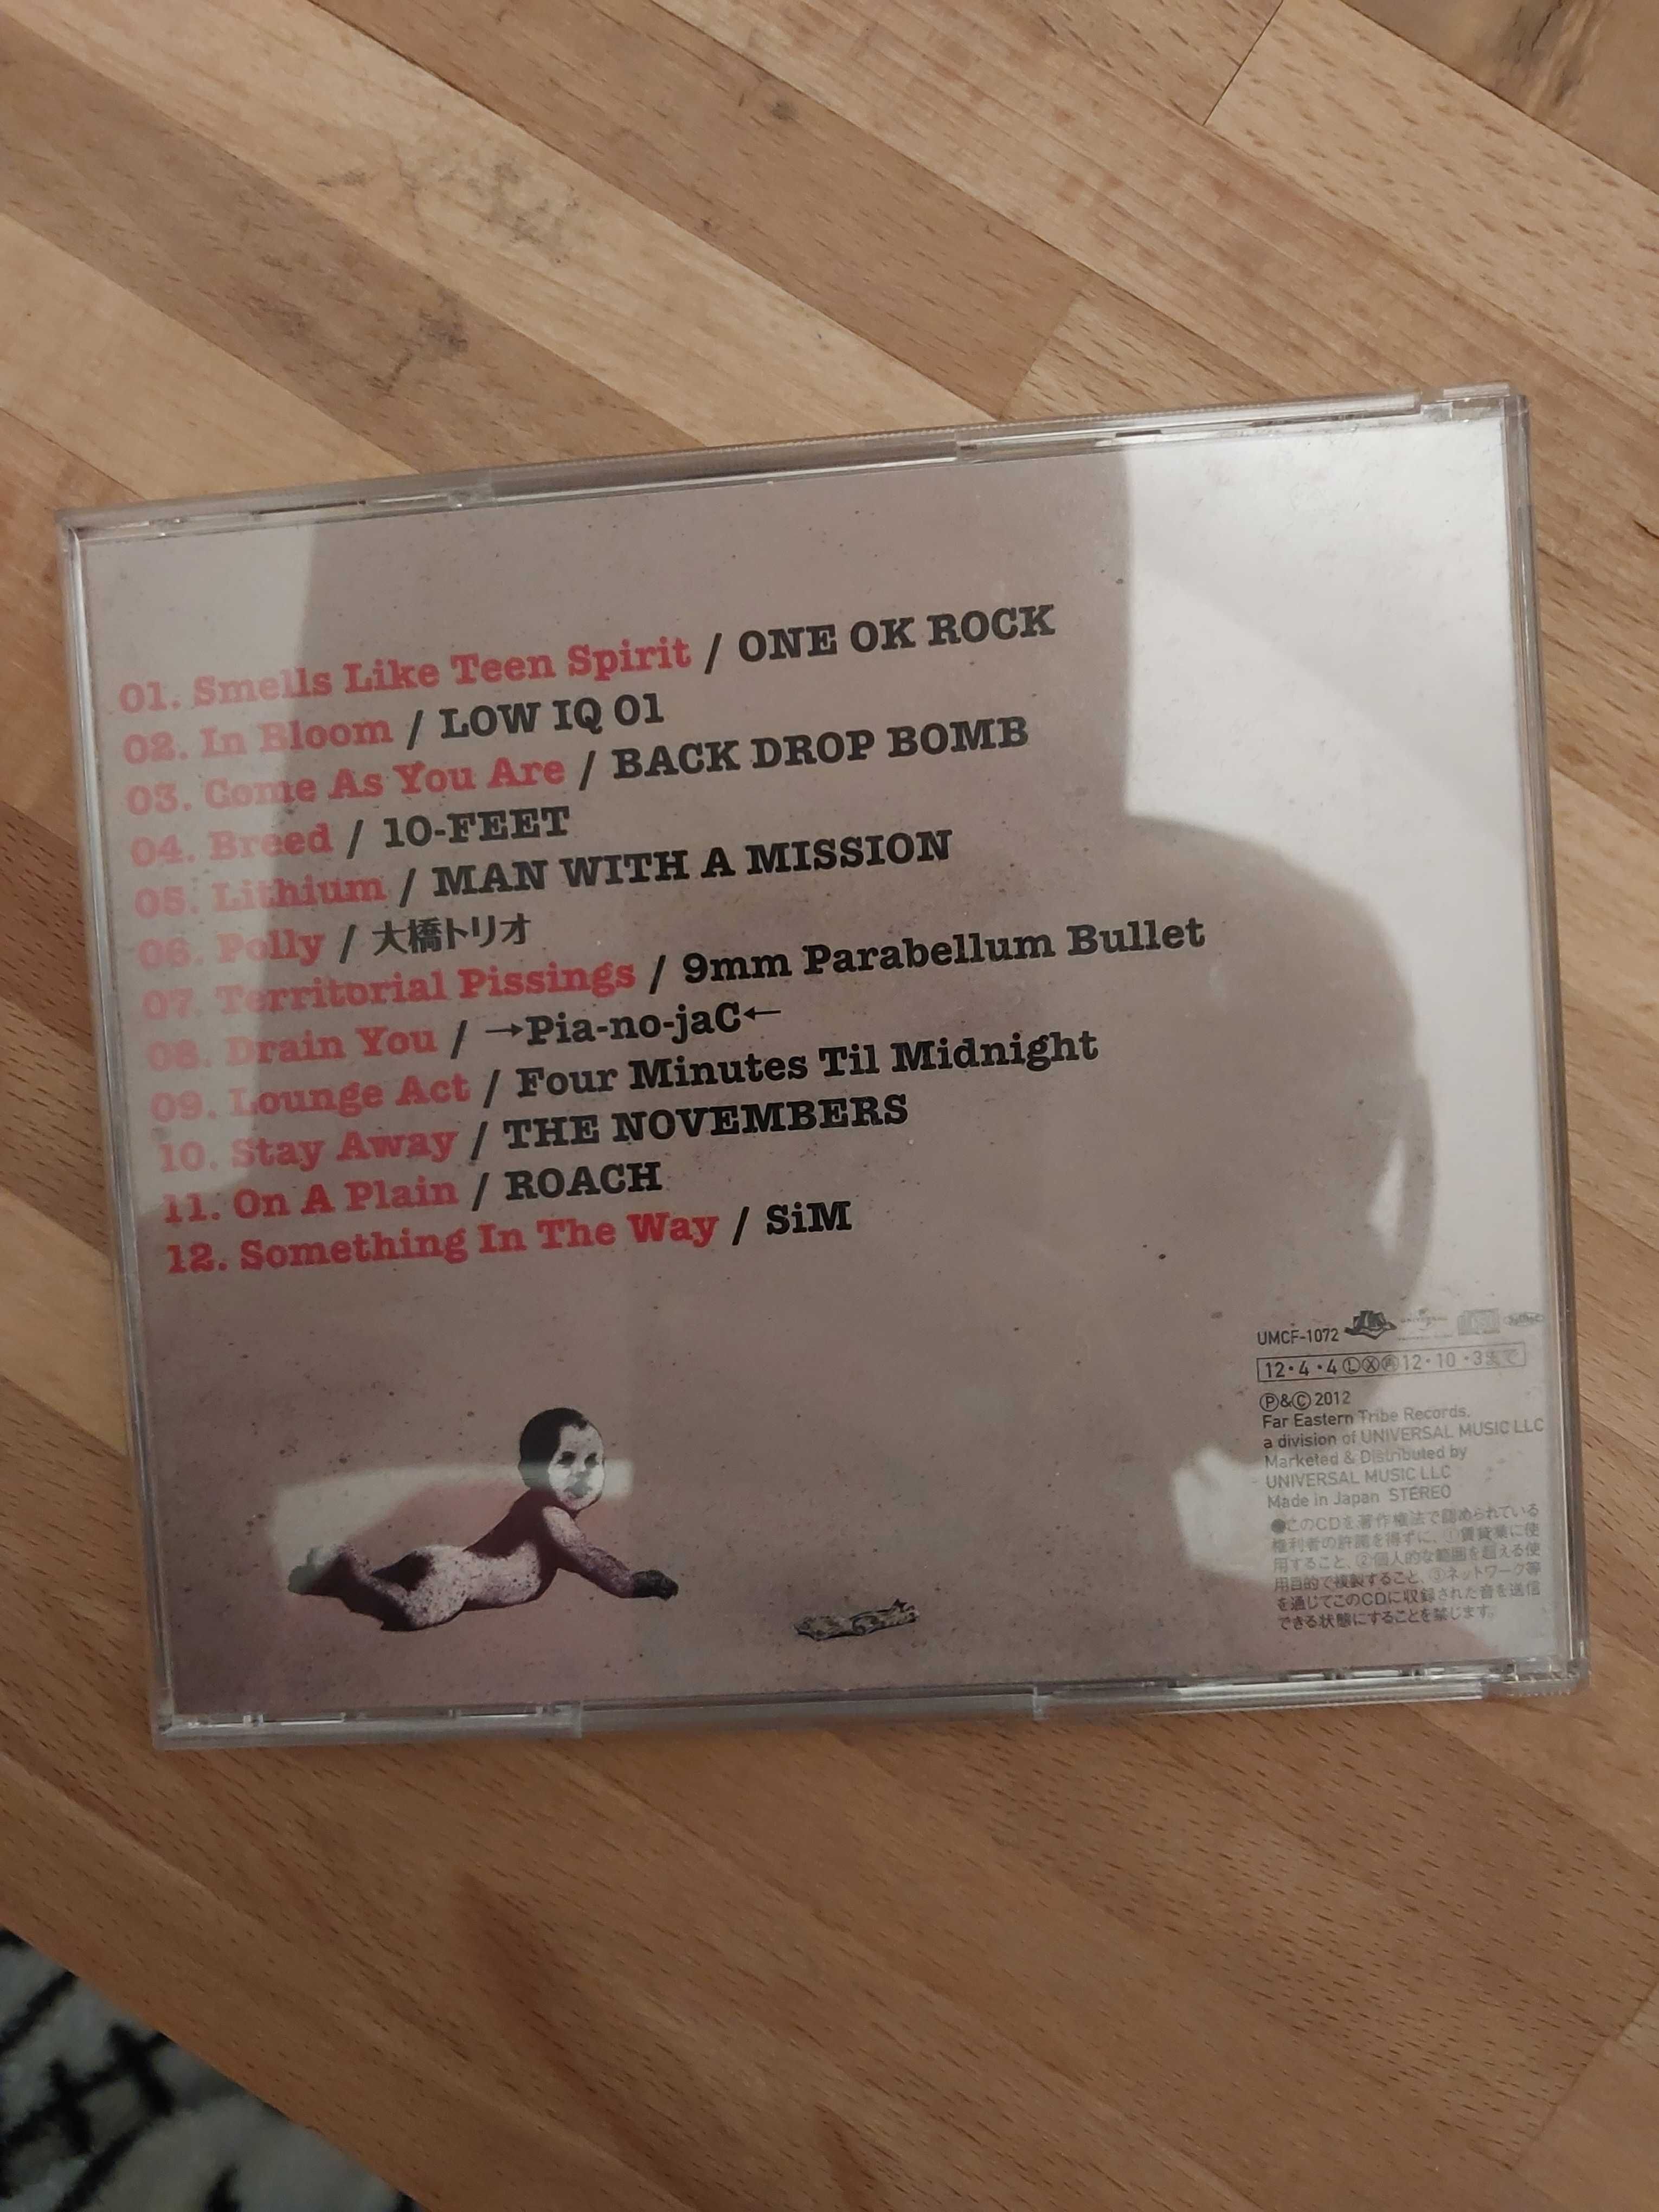 01. Smells Like Teen Spirit / ONE OK ROCK
02. In Bloom / LOW IQ 01
03. Come As You Are / BACK DROP BOMB
04. Breed / 10-FEET
05. Lithium / MAN WITH A MISSION
06. Polly / 大橋トリオ
07. Territorial Pissings / 9mm Parabellum Bullet
08. Drain You / →Pia-no-jaC←
09. Lounge Act / Four Minutes Til Midnight
10. Stay Away / THE NOVEMBERS
11. On A Plain / ROACH
12. Something In The Way / SiM
UMCF-1072 UNIVERSAL
12・4・4 Ⓛ Ⓧ 12・10・3まで
Ⓟ&Ⓒ 2012
Far Eastern Tribe Records,
a division of UNIVERSAL MUSIC LLC
Marketed & Distributed by
UNIVERSAL MUSIC LLC
Made in Japan STEREO
●このCDを著作権法で認められている
権利者の許諾を得ずに、①賃貸業に使
用すること、②個人的な範囲を超える使
用目的で複製すること、③ネットワーク等
を通じてこのCDに収録された音を送信
できる状態にすることを禁じます。